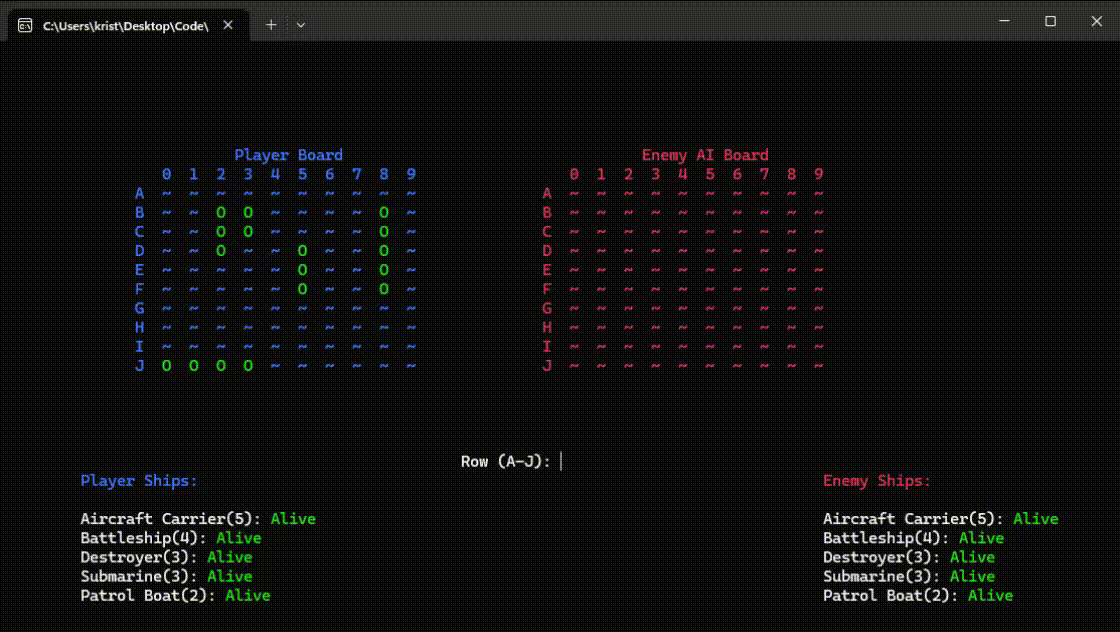 C:\Users\krist\Desktop\Code\
Player Board
0 1 2 3 4 5 6 7 8 9
A ~ ~ ~ ~ ~ ~ ~ ~ ~ ~
B ~ ~ O O ~ ~ ~ ~ O ~
C ~ ~ O O ~ ~ ~ ~ O ~
D ~ ~ O ~ ~ O ~ ~ O ~
E ~ ~ ~ ~ ~ O ~ ~ O ~
F ~ ~ ~ ~ ~ O ~ ~ O ~
G ~ ~ ~ ~ ~ ~ ~ ~ ~ ~
H ~ ~ ~ ~ ~ ~ ~ ~ ~ ~
I ~ ~ ~ ~ ~ ~ ~ ~ ~ ~
J O O O O ~ ~ ~ ~ ~ ~
Enemy AI Board
0 1 2 3 4 5 6 7 8 9
A ~ ~ ~ ~ ~ ~ ~ ~ ~ ~
B ~ ~ ~ ~ ~ ~ ~ ~ ~ ~
C ~ ~ ~ ~ ~ ~ ~ ~ ~ ~
D ~ ~ ~ ~ ~ ~ ~ ~ ~ ~
E ~ ~ ~ ~ ~ ~ ~ ~ ~ ~
F ~ ~ ~ ~ ~ ~ ~ ~ ~ ~
G ~ ~ ~ ~ ~ ~ ~ ~ ~ ~
H ~ ~ ~ ~ ~ ~ ~ ~ ~ ~
I ~ ~ ~ ~ ~ ~ ~ ~ ~ ~
J ~ ~ ~ ~ ~ ~ ~ ~ ~ ~
Row (A-J):
Player Ships:
Aircraft Carrier(5): Alive
Battleship(4): Alive
Destroyer(3): Alive
Submarine(3): Alive
Patrol Boat(2): Alive
Enemy Ships:
Aircraft Carrier(5): Alive
Battleship(4): Alive
Destroyer(3): Alive
Submarine(3): Alive
Patrol Boat(2): Alive